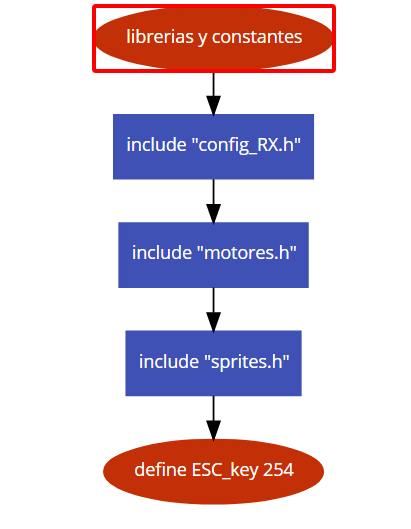 librerias y constantes
include "config_RX.h"
include "motores.h"
include "sprites.h"
define ESC_key 254